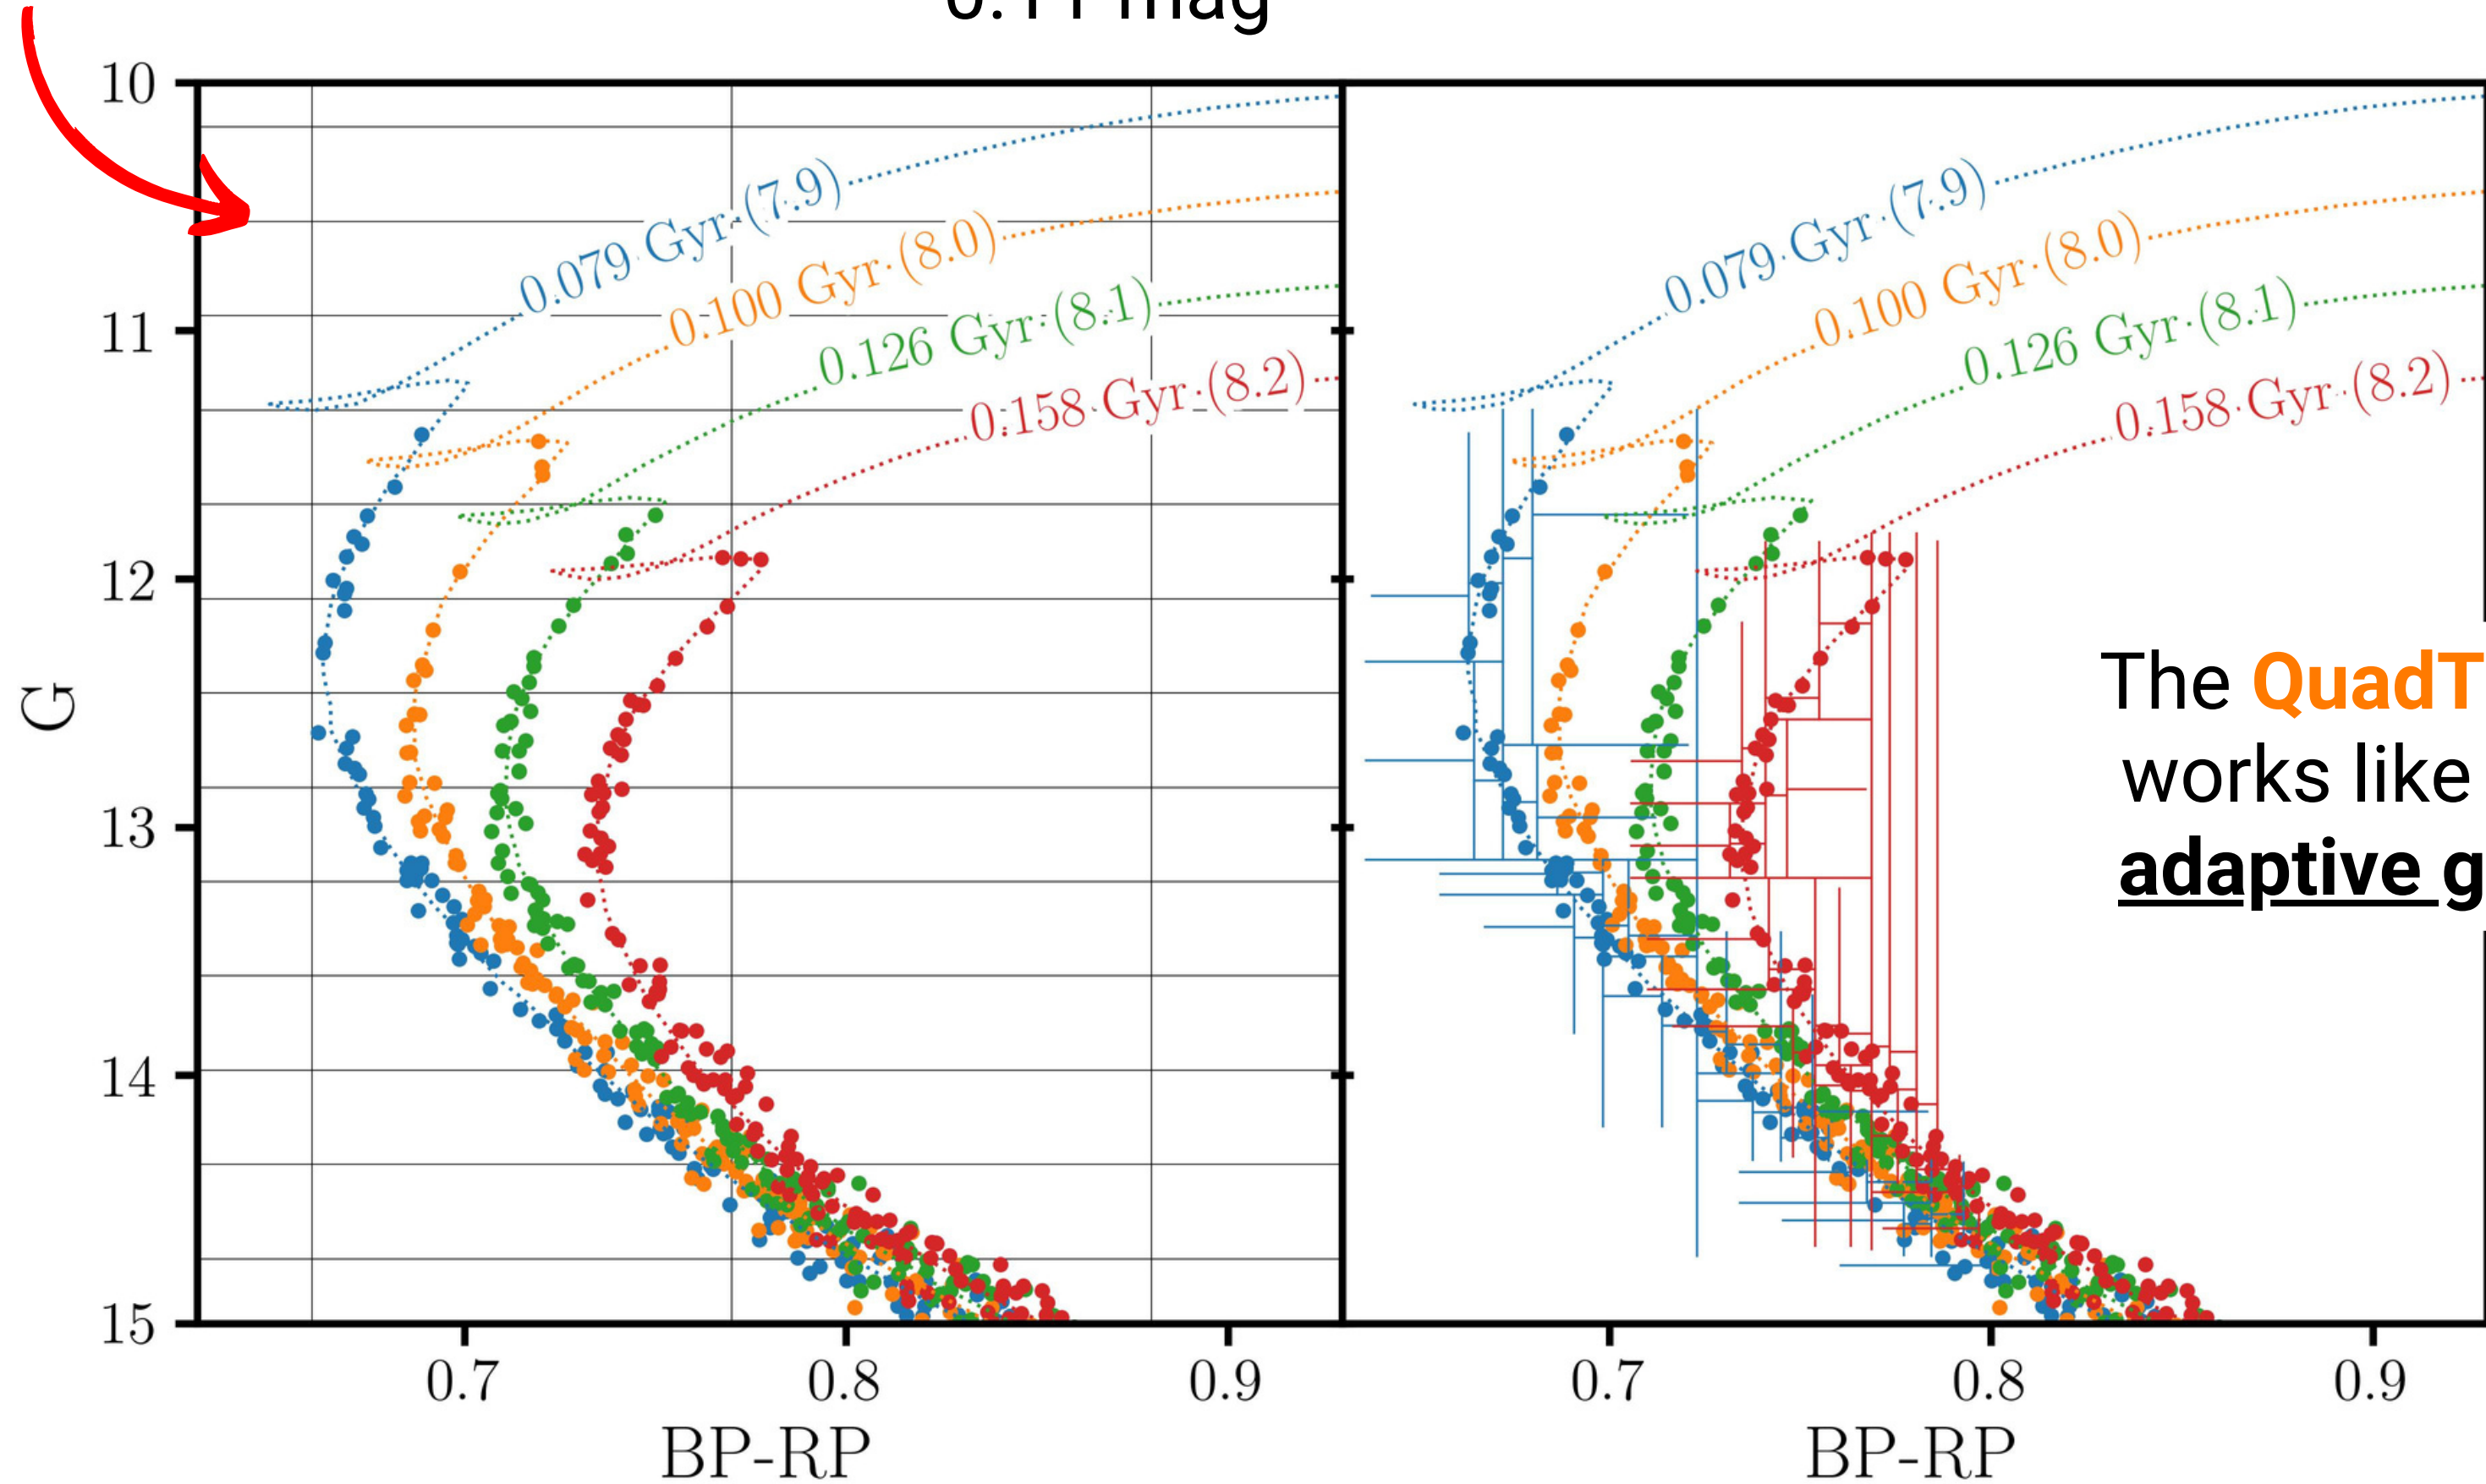 0.11 mag
10
11
12
13
14
15
G
0.079 Gyr (7.9)
0.100 Gyr (8.0)
0.126 Gyr (8.1)
0.158 Gyr (8.2)
0.7
0.8
0.9
BP-RP
0.079 Gyr (7.9)
0.100 Gyr (8.0)
0.126 Gyr (8.1)
0.158 Gyr (8.2)
The QuadT
works like
adaptive g
0.7
0.8
0.9
BP-RP